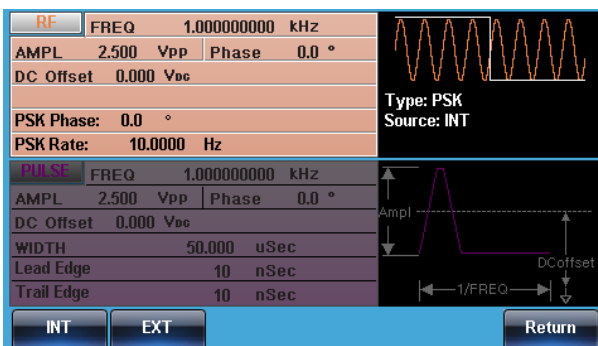 RF FREQ 1.000000000 kHz
AMPL 2.500 VPP Phase 0.0 °
DC Offset 0.000 VDC
PSK Phase: 0.0 °
PSK Rate: 10.0000 Hz
Type: PSK
Source: INT
PULSE FREQ 1.000000000 kHz
AMPL 2.500 VPP Phase 0.0 °
DC Offset 0.000 VDC
WIDTH 50.000 uSec
Lead Edge 10 nSec
Trail Edge 10 nSec
Ampl
DCoffset
1/FREQ
INT EXT Return